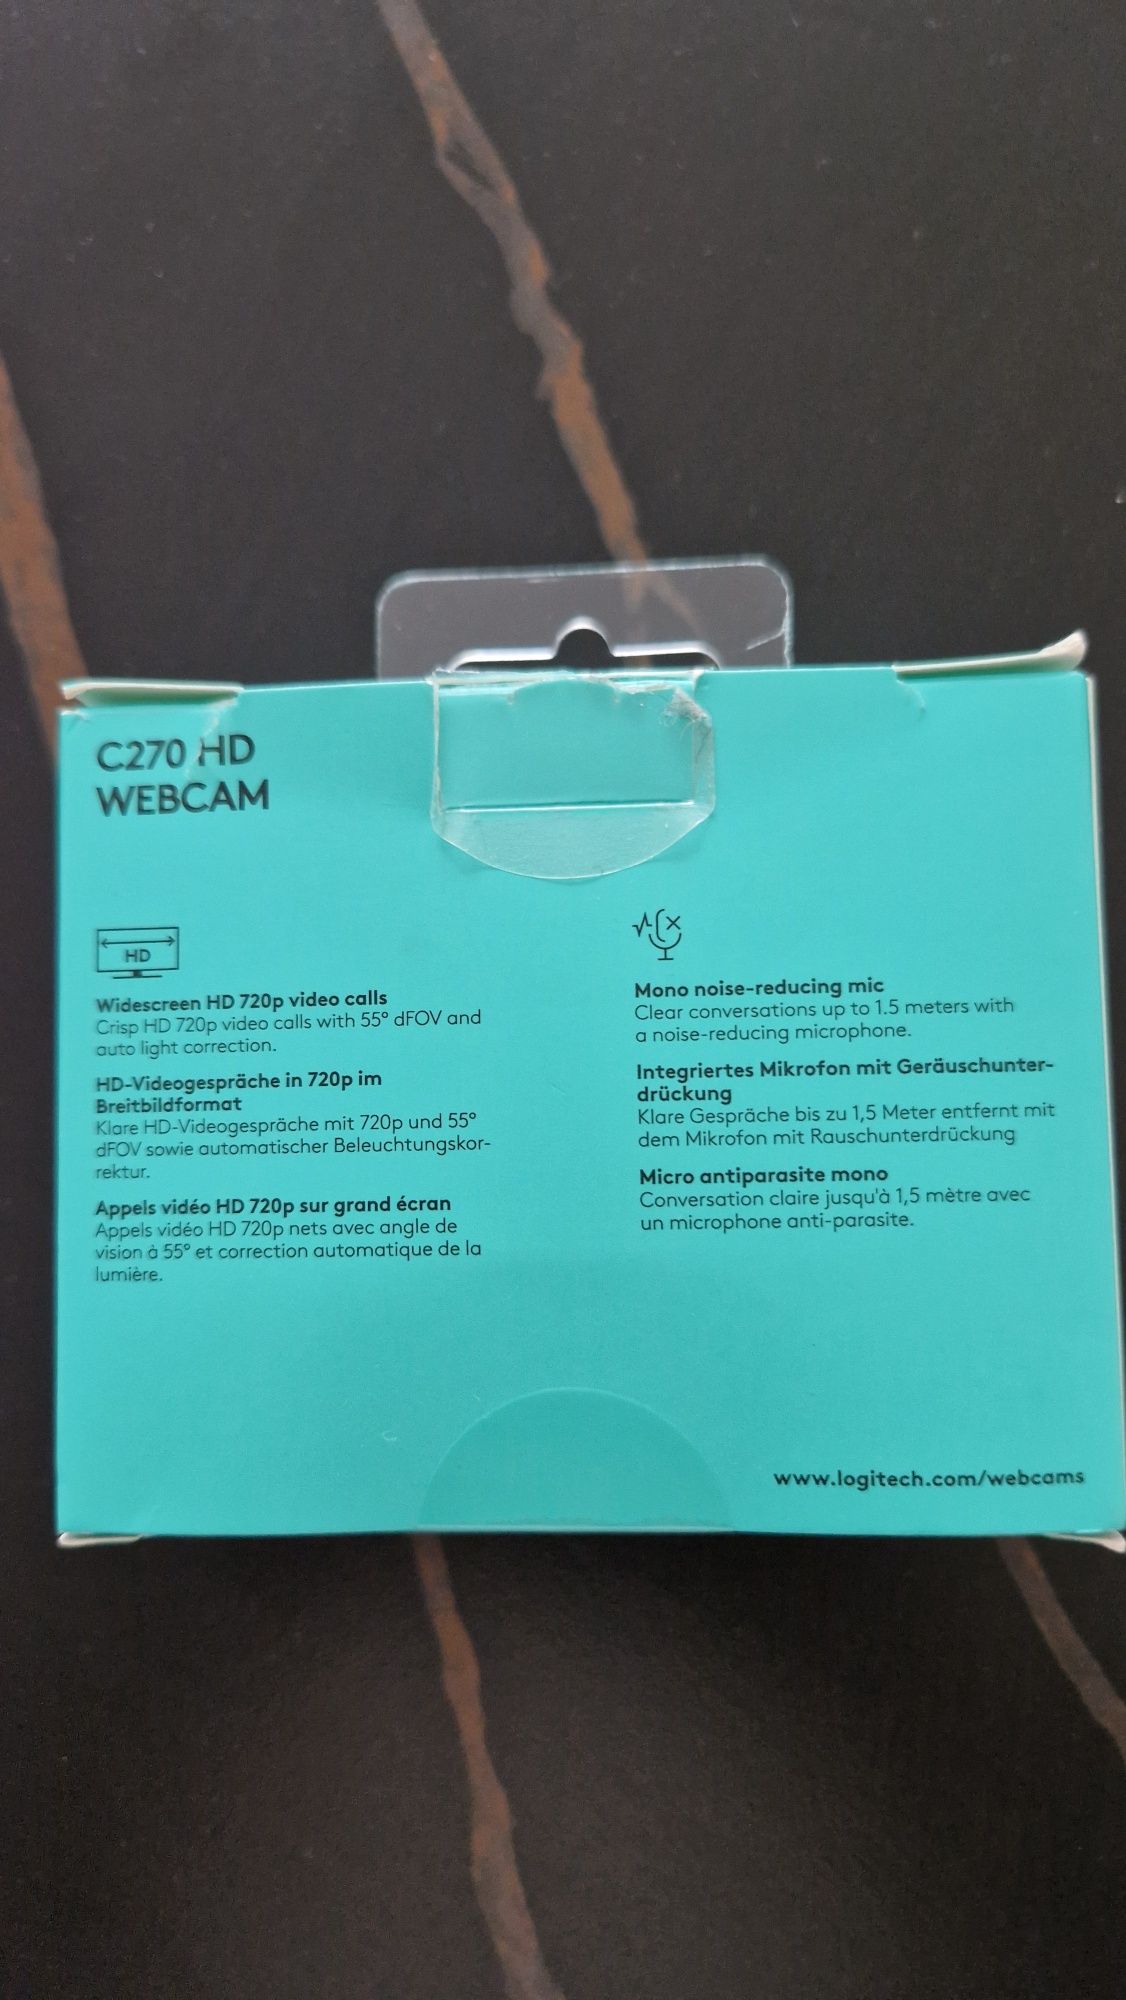 C270 HD
WEBCAM
HD
Widescreen HD 720p video calls
Crisp HD 720p video calls with 55° dFOV and
auto light correction.
HD-Videogespräche in 720p im
Breitbildformat
Klare HD-Videogespräche mit 720p und 55°
dFOV sowie automatischer Beleuchtungskor-
rektur.
Appels vidéo HD 720p sur grand écran
Appels vidéo HD 720p nets avec angle de
vision à 55° et correction automatique de la
lumière.
Mono noise-reducing mic
Clear conversations up to 1.5 meters with
a noise-reducing microphone.
Integriertes Mikrofon mit Geräuschunter-
drückung
Klare Gespräche bis zu 1,5 Meter entfernt mit
dem Mikrofon mit Rauschunterdrückung
Micro antiparasite mono
Conversation claire jusqu'à 1,5 mètre avec
un microphone anti-parasite.
www.logitech.com/webcams